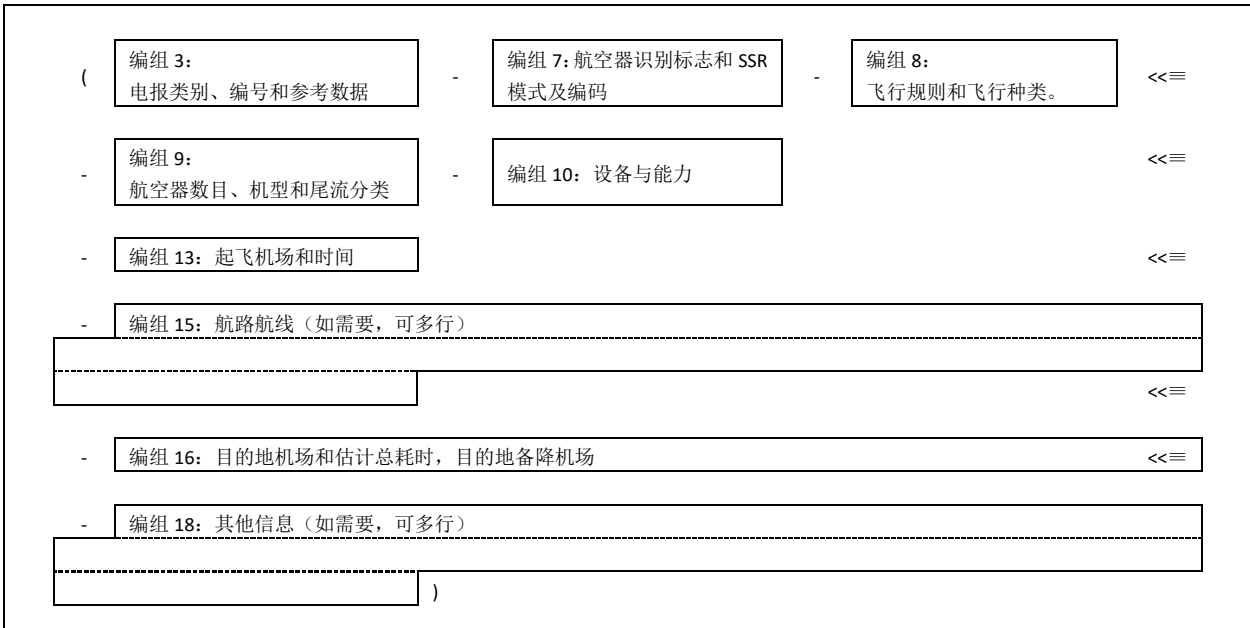 ( 编组 3: - 编组 7:航空器识别标志和 SSR - 编组 8: <<≡
电报类别、编号和参考数据 模式及编码 飞行规则和飞行种类。
- 编组 9: - 编组 10：设备与能力 <<≡
航空器数目、机型和尾流分类
- 编组 13：起飞机场和时间 <<≡
- 编组 15：航路航线（如需要，可多行）
<<≡
- 编组 16：目的地机场和估计总耗时，目的地备降机场 <<≡
- 编组 18：其他信息（如需要，可多行）
)